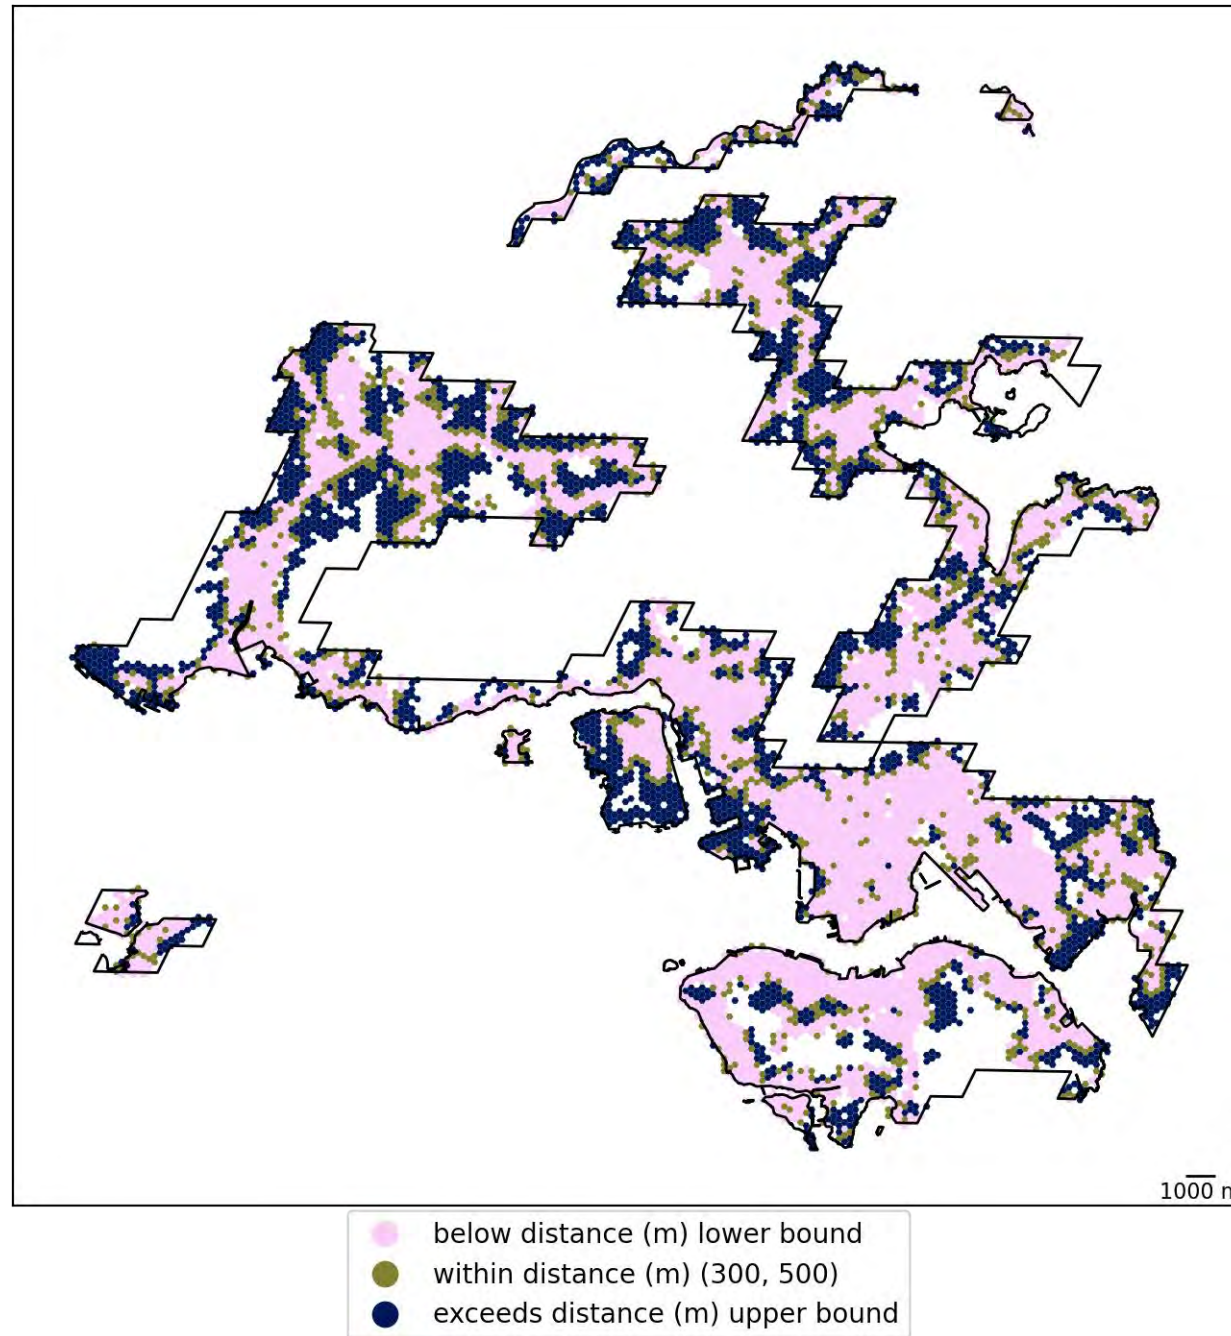 1000 m
below distance (m) lower bound
within distance (m) (300, 500)
exceeds distance (m) upper bound